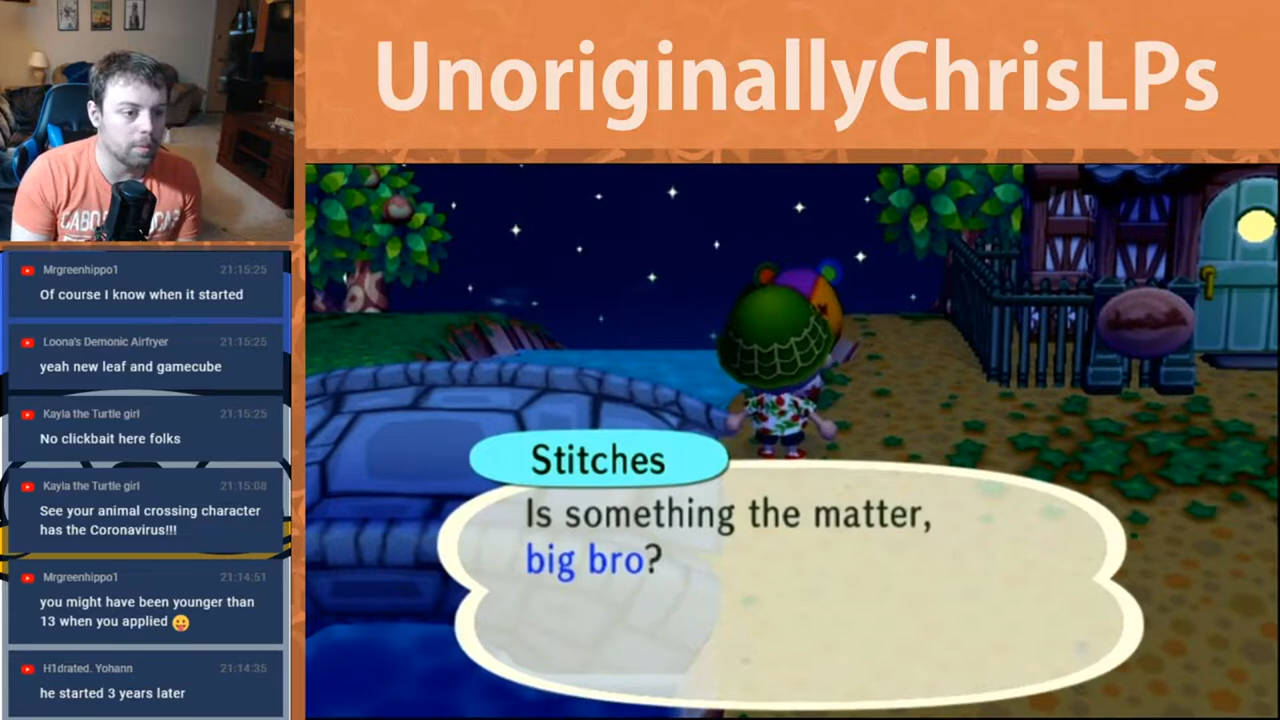 UnoriginallyChrisLPs
Mrgreenhippo1 21:15:25
Of course I know when it started
Loona's Demonic Airfryer 21:15:25
yeah new leaf and gamecube
Kayla the Turtle girl 21:15:25
No clickbait here folks
Kayla the Turtle girl 21:15:08
See your animal crossing character
has the Coronavirus!!!
Mrgreenhippo1 21:14:51
you might have been younger than
13 when you applied 😛
H1drated. Yohann 21:14:35
he started 3 years later
Stitches
Is something the matter,
big bro?